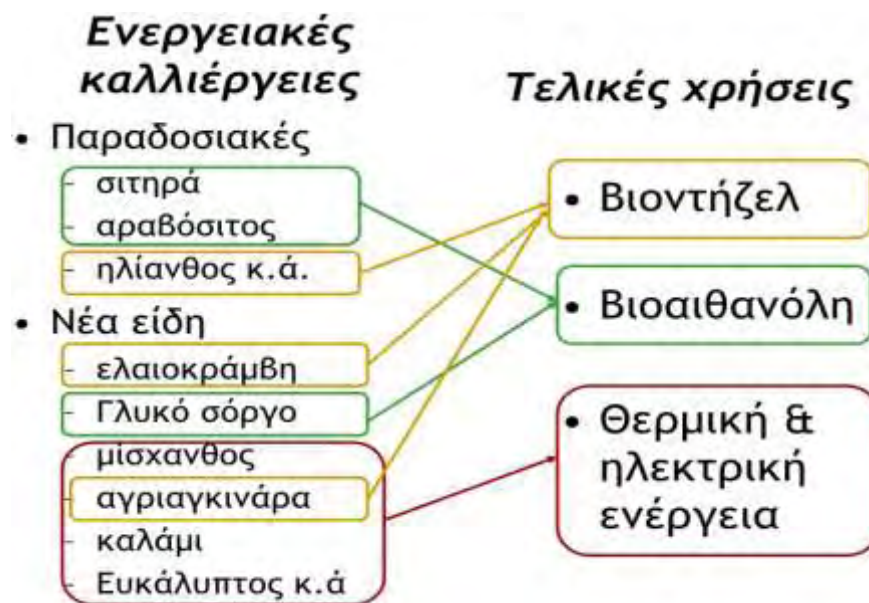 Ενεργειακές
καλλιέργειες
• Παραδοσιακές
- σιτηρά
- αραβόσιτος
- ηλίανθος κ.ά.
• Νέα είδη
- ελαιοκράμβη
- Γλυκό σόργο
- μίσχανθος
- αγριαγκινάρα
- καλάμι
- Ευκάλυπτος κ.ά
Τελικές χρήσεις
• Βιοντήζελ
• Βιοαιθανόλη
• Θερμική &
ηλεκτρική
ενέργεια